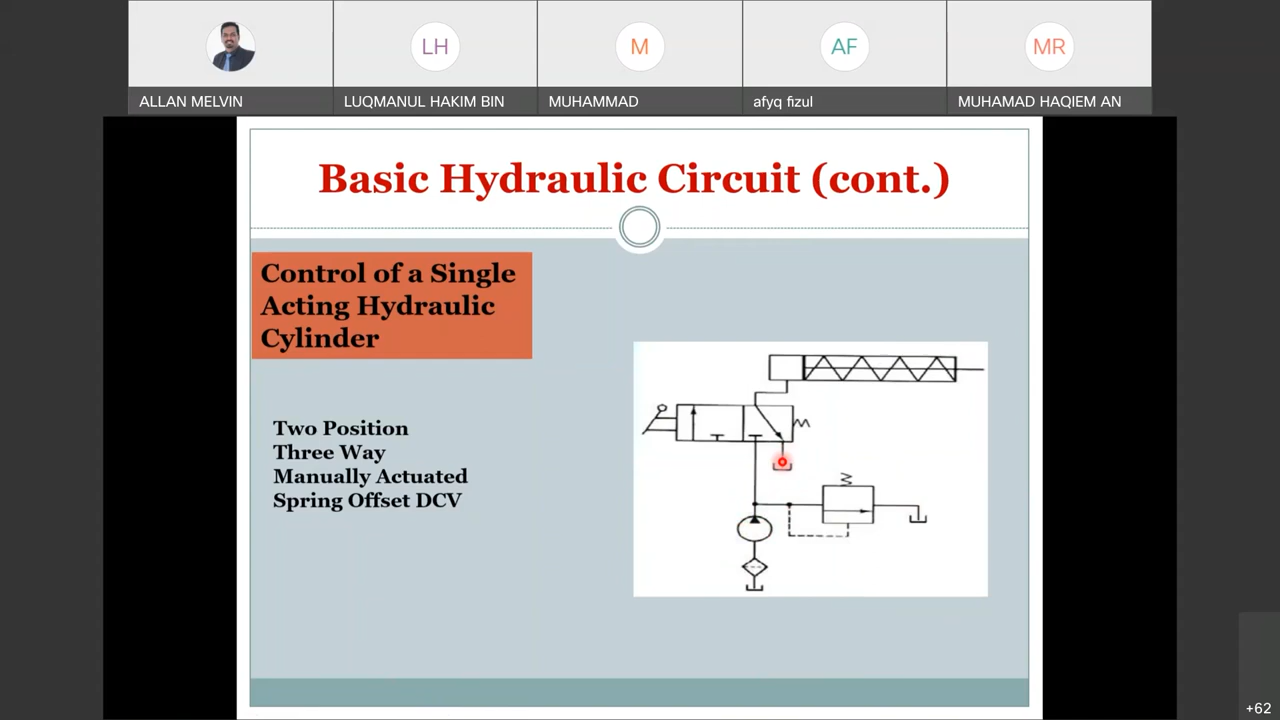 LH
M
AF
MR
ALLAN MELVIN
LUQMANUL HAKIM BIN
MUHAMMAD
afyq fizul
MUHAMAD HAQIEM AN
Basic Hydraulic Circuit (cont.)
Control of a Single
Acting Hydraulic
Cylinder
Two Position
Three Way
Manually Actuated
Spring Offset DCV
+62